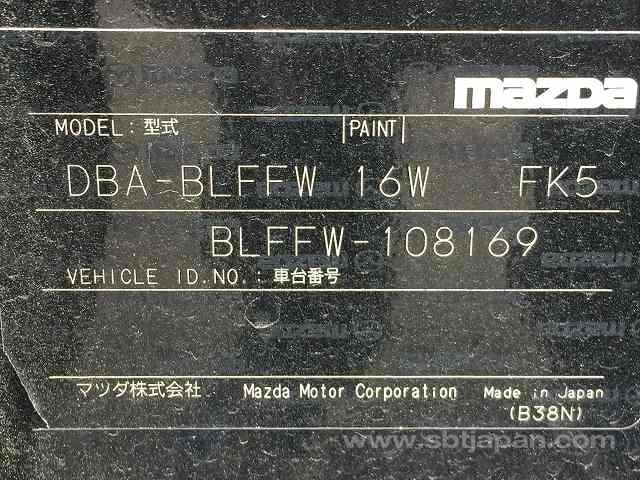 mazda
MODEL: 型式 PAINT
DBA-BLFFW 16W FK5
BLFFW-108169
VEHICLE ID.NO.: 車台番号
マツダ株式会社 Mazda Motor Corporation Made in Japan
(B38N)
www.sbtjapan.com